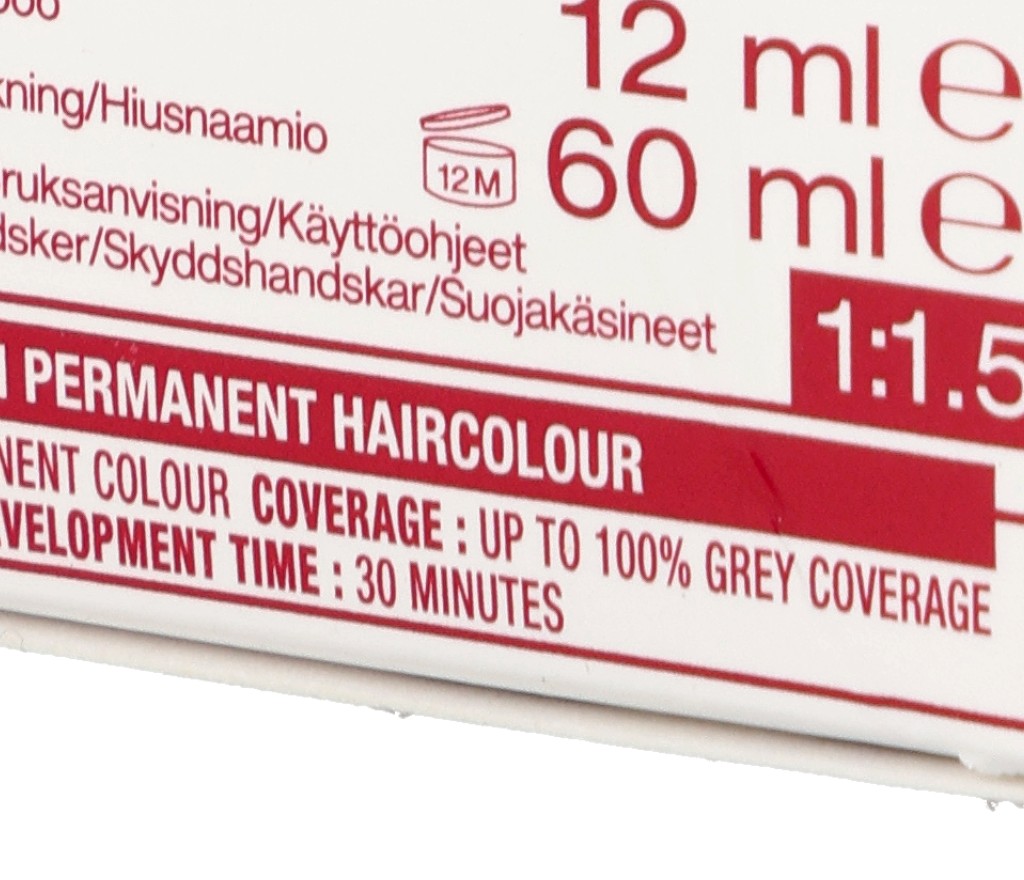 12 ml e
kning/Hiusnaamio
12M
60 ml e
ruksanvisning/Käyttöohjeet
dsker/Skyddshandskar/Suojakäsineet
1:1.5
PERMANENT HAIRCOLOUR
NENT COLOUR COVERAGE : UP TO 100% GREY COVERAGE
VELOPMENT TIME : 30 MINUTES